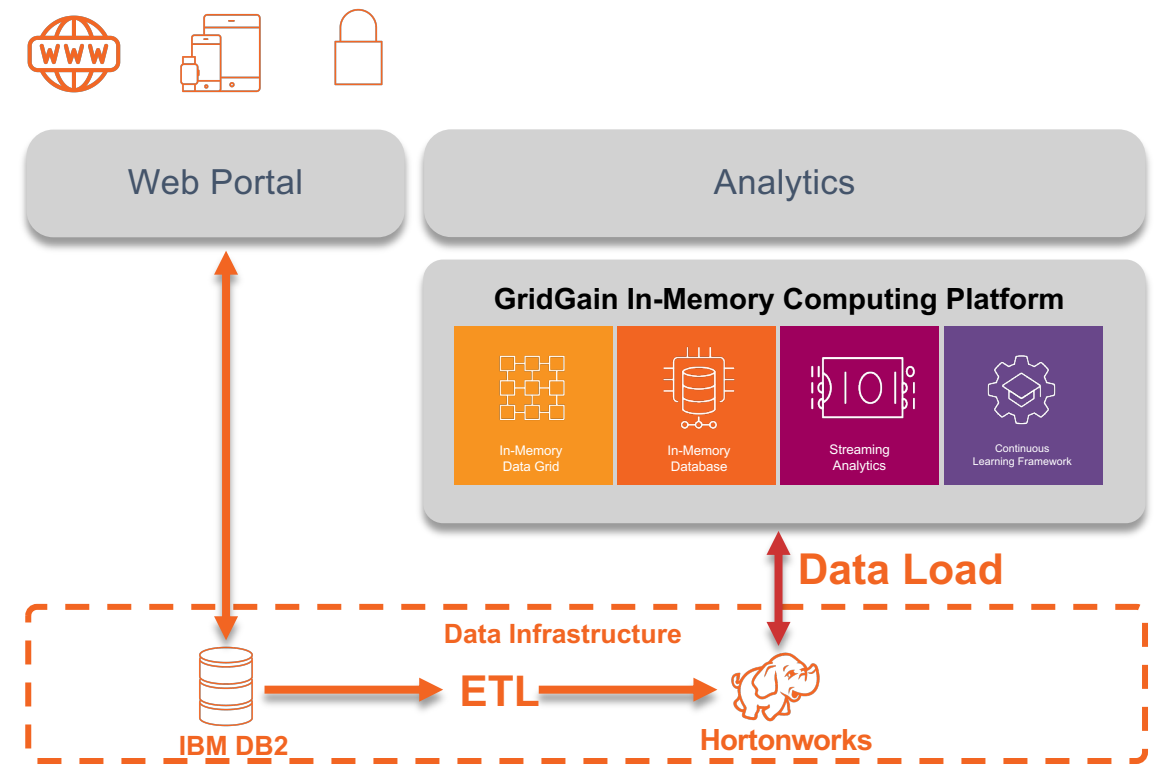 WWW
Web Portal
Analytics
GridGain In-Memory Computing Platform
In-Memory
Data Grid
In-Memory
Database
Streaming
Analytics
Continuous
Learning Framework
Data Load
Data Infrastructure
ETL
IBM DB2
Hortonworks